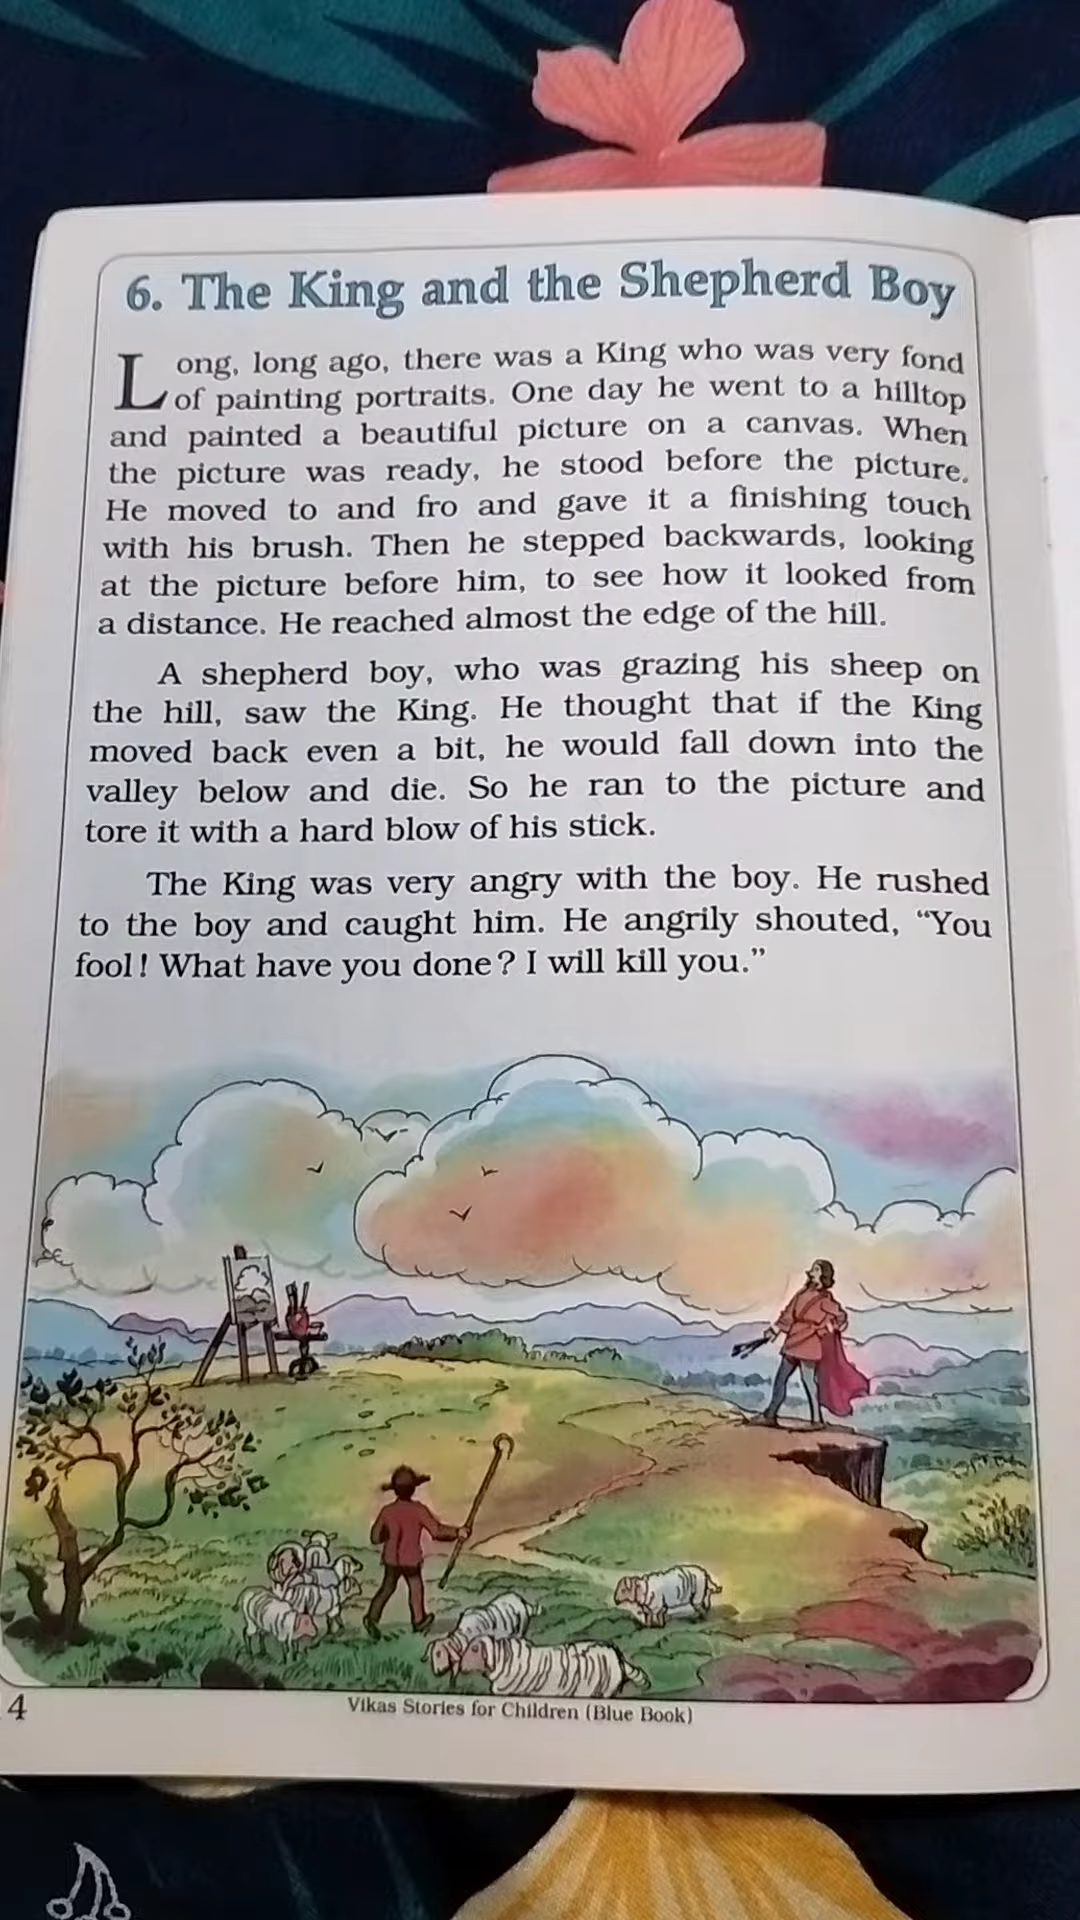 6. The King and the Shepherd Boy
Long, long ago, there was a King who was very fond
of painting portraits. One day he went to a hilltop
and painted a beautiful picture on a canvas. When
the picture was ready, he stood before the picture.
He moved to and fro and gave it a finishing touch
with his brush. Then he stepped backwards, looking
at the picture before him, to see how it looked from
a distance. He reached almost the edge of the hill.
A shepherd boy, who was grazing his sheep on
the hill, saw the King. He thought that if the King
moved back even a bit, he would fall down into the
valley below and die. So he ran to the picture and
tore it with a hard blow of his stick.
The King was very angry with the boy. He rushed
to the boy and caught him. He angrily shouted, “You
fool! What have you done? I will kill you.”
4
Vikas Stories for Children (Blue Book)